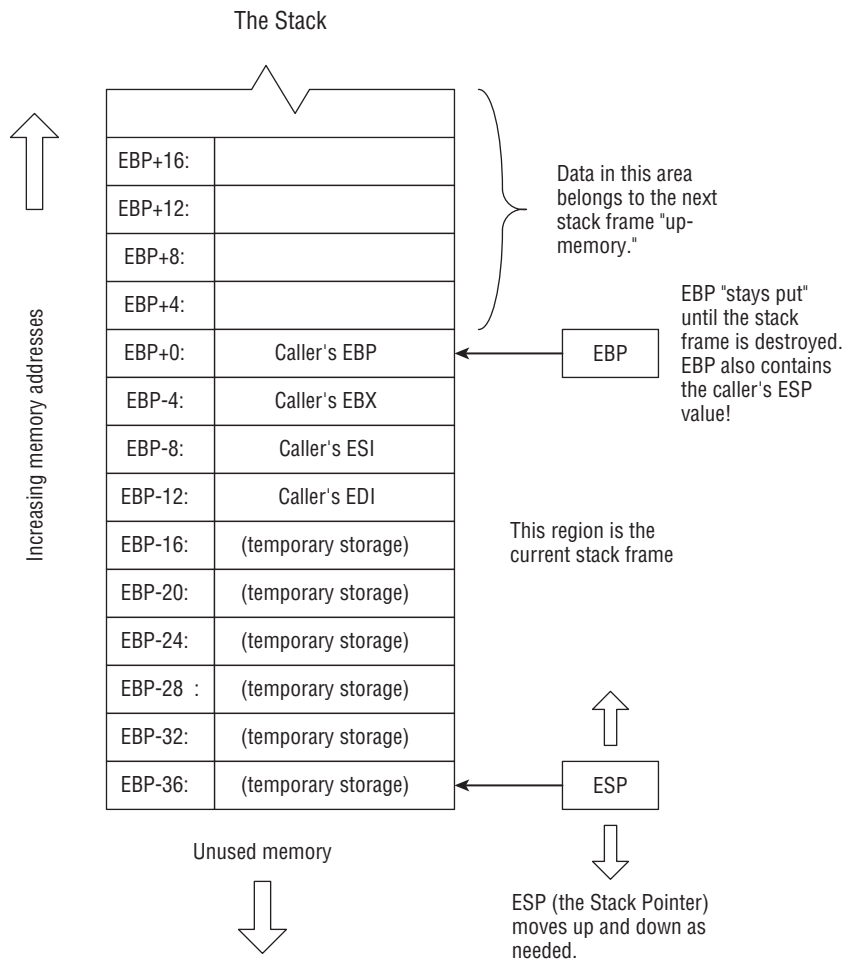 The Stack
Increasing memory addresses
EBP+16:
EBP+12:
EBP+8:
EBP+4:
EBP+0: Caller's EBP
EBP-4: Caller's EBX
EBP-8: Caller's ESI
EBP-12: Caller's EDI
EBP-16: (temporary storage)
EBP-20: (temporary storage)
EBP-24: (temporary storage)
EBP-28 : (temporary storage)
EBP-32: (temporary storage)
EBP-36: (temporary storage)
Unused memory
Data in this area
belongs to the next
stack frame "up-
memory."
EBP
EBP "stays put"
until the stack
frame is destroyed.
EBP also contains
the caller's ESP
value!
This region is the
current stack frame
ESP
ESP (the Stack Pointer)
moves up and down as
needed.